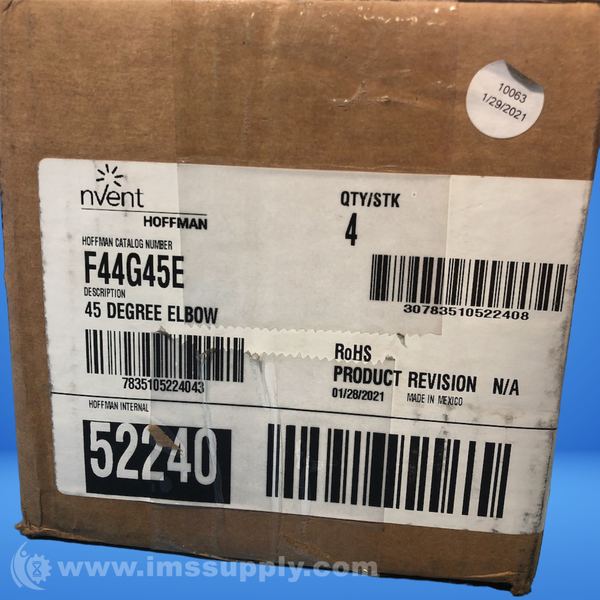 10063
1/29/2021
nVent
HOFFMAN
QTY/STK
4
HOFFMAN CATALOG NUMBER
F44G45E
DESCRIPTION
45 DEGREE ELBOW
30783510522408
7835105224043
RoHS
PRODUCT REVISION N/A
01/28/2021 MADE IN MEXICO
HOFFMAN INTERNAL
52240
www.imssupply.com